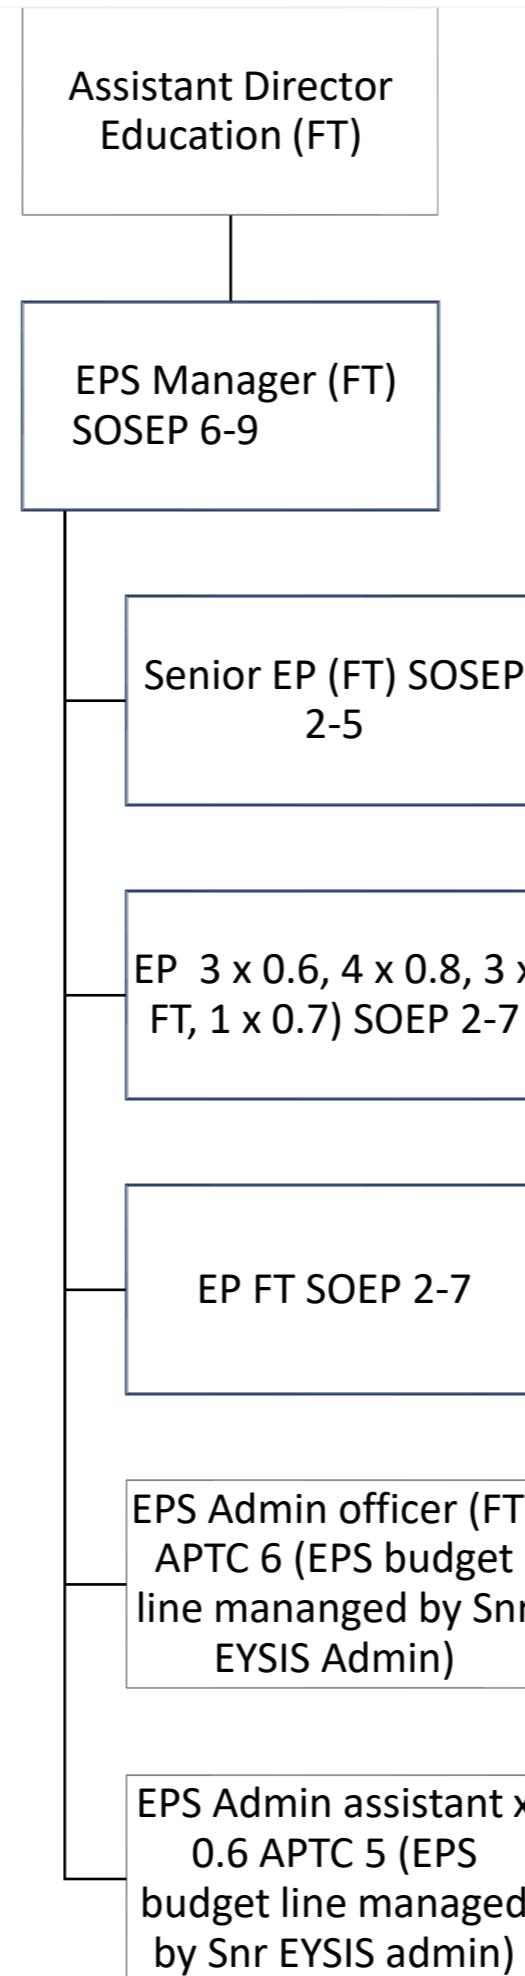 Assistant Director
Education (FT)
EPS Manager (FT)
SOSEP 6-9
Senior EP (FT) SOSEP
2-5
EP 3 x 0.6, 4 x 0.8, 3 x
FT, 1 x 0.7) SOEP 2-7
EP FT SOEP 2-7
EPS Admin officer (FT
APTC 6 (EPS budget
line mananged by Snr
EYSIS Admin)
EPS Admin assistant x
0.6 APTC 5 (EPS
budget line managed
by Snr EYSIS admin)